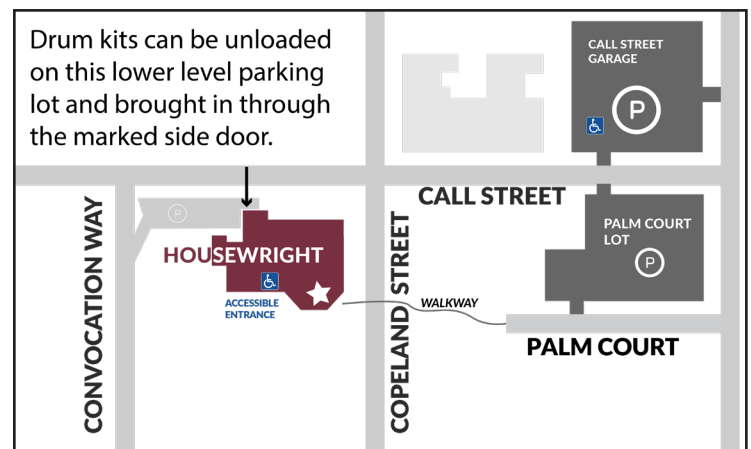 Drum kits can be unloaded
on this lower level parking
lot and brought in through
the marked side door.
CALL STREET
GARAGE
P
CALL STREET
PALM COURT
LOT
P
P
HOUSEWRIGHT
ACCESSIBLE
ENTRANCE
CONVOCATION WAY
COPELAND STREET
WALKWAY
PALM COURT